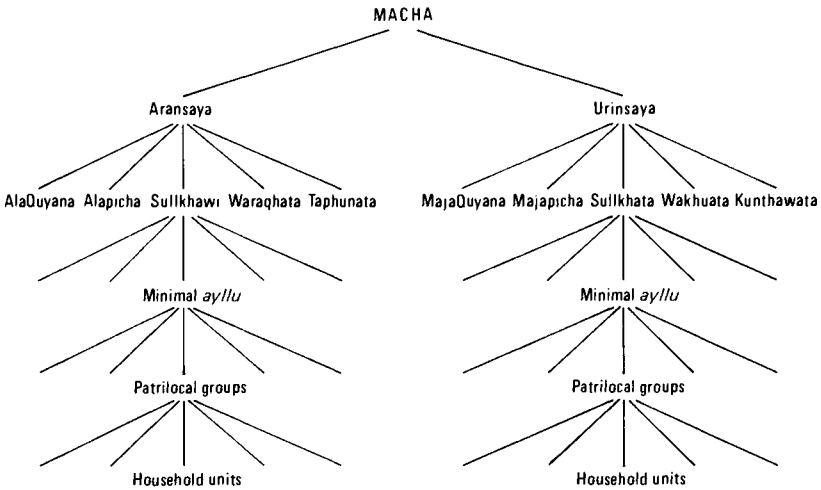 MACHA
Aransaya Urinsaya
AlaQuyana Alapicha Sullkhawi Waraqhata Taphunata MajaQuyana Majapicha Sullkhata Wakhuata Kunthawata
Minimal ayllu Minimal ayllu
Patrilocal groups Patrilocal groups
Household units Household units